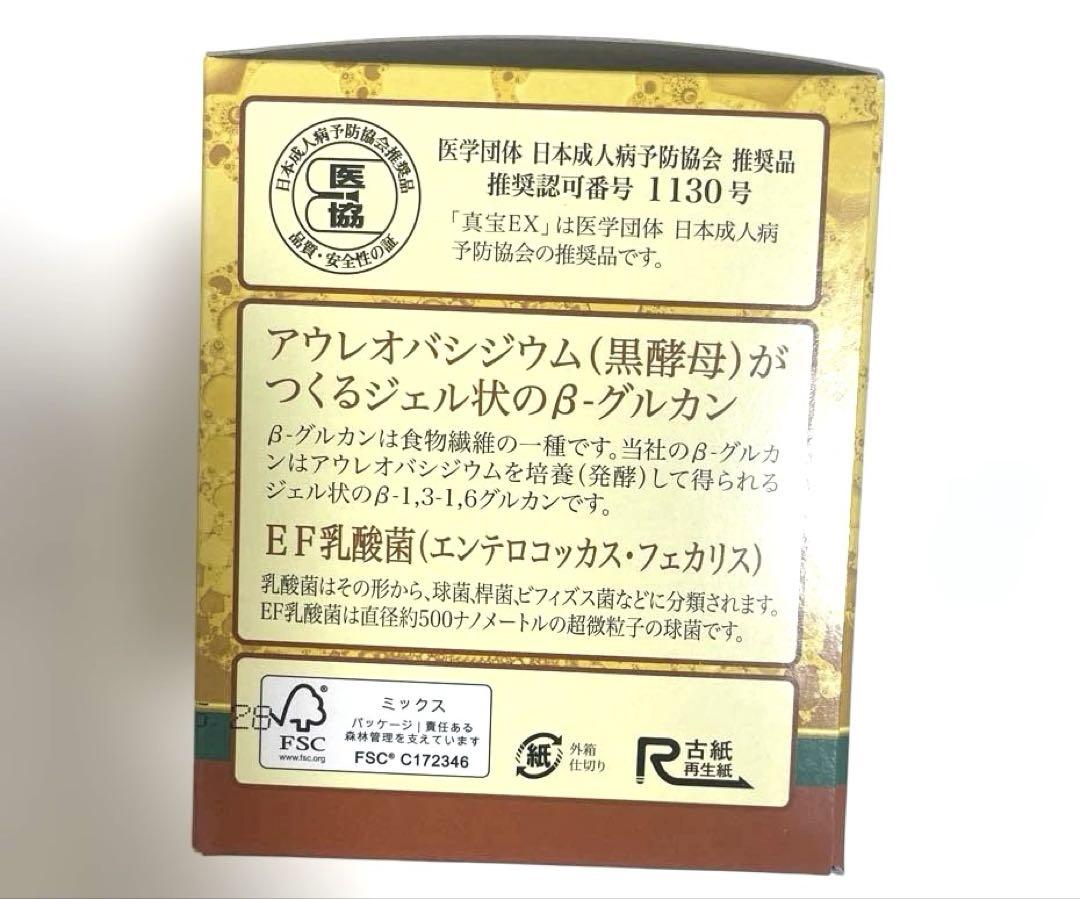 日本成人病予防協会推奨品
医
協
品質・安全性の証
医学団体 日本成人病予防協会 推奨品
推奨認可番号 1130号
「真宝EX」は医学団体 日本成人病
予防協会の推奨品です。
アウレオバシジウム(黒酵母)が
つくるジェル状のβ-グルカン
β-グルカンは食物繊維の一種です。当社のβ-グルカ
ンはアウレオバシジウムを培養(発酵)して得られる
ジェル状のβ-1,3-1,6グルカンです。
EF乳酸菌(エンテロコッカス・フェカリス)
乳酸菌はその形から、球菌、桿菌、ビフィズス菌などに分類されます。
EF乳酸菌は直径約500ナノメートルの超微粒子の球菌です。
28
FSC
www.fsc.org
ミックス
パッケージ | 責任ある
森林管理を支えています
FSC® C172346
紙
外箱
仕切り
R
古紙
再生紙